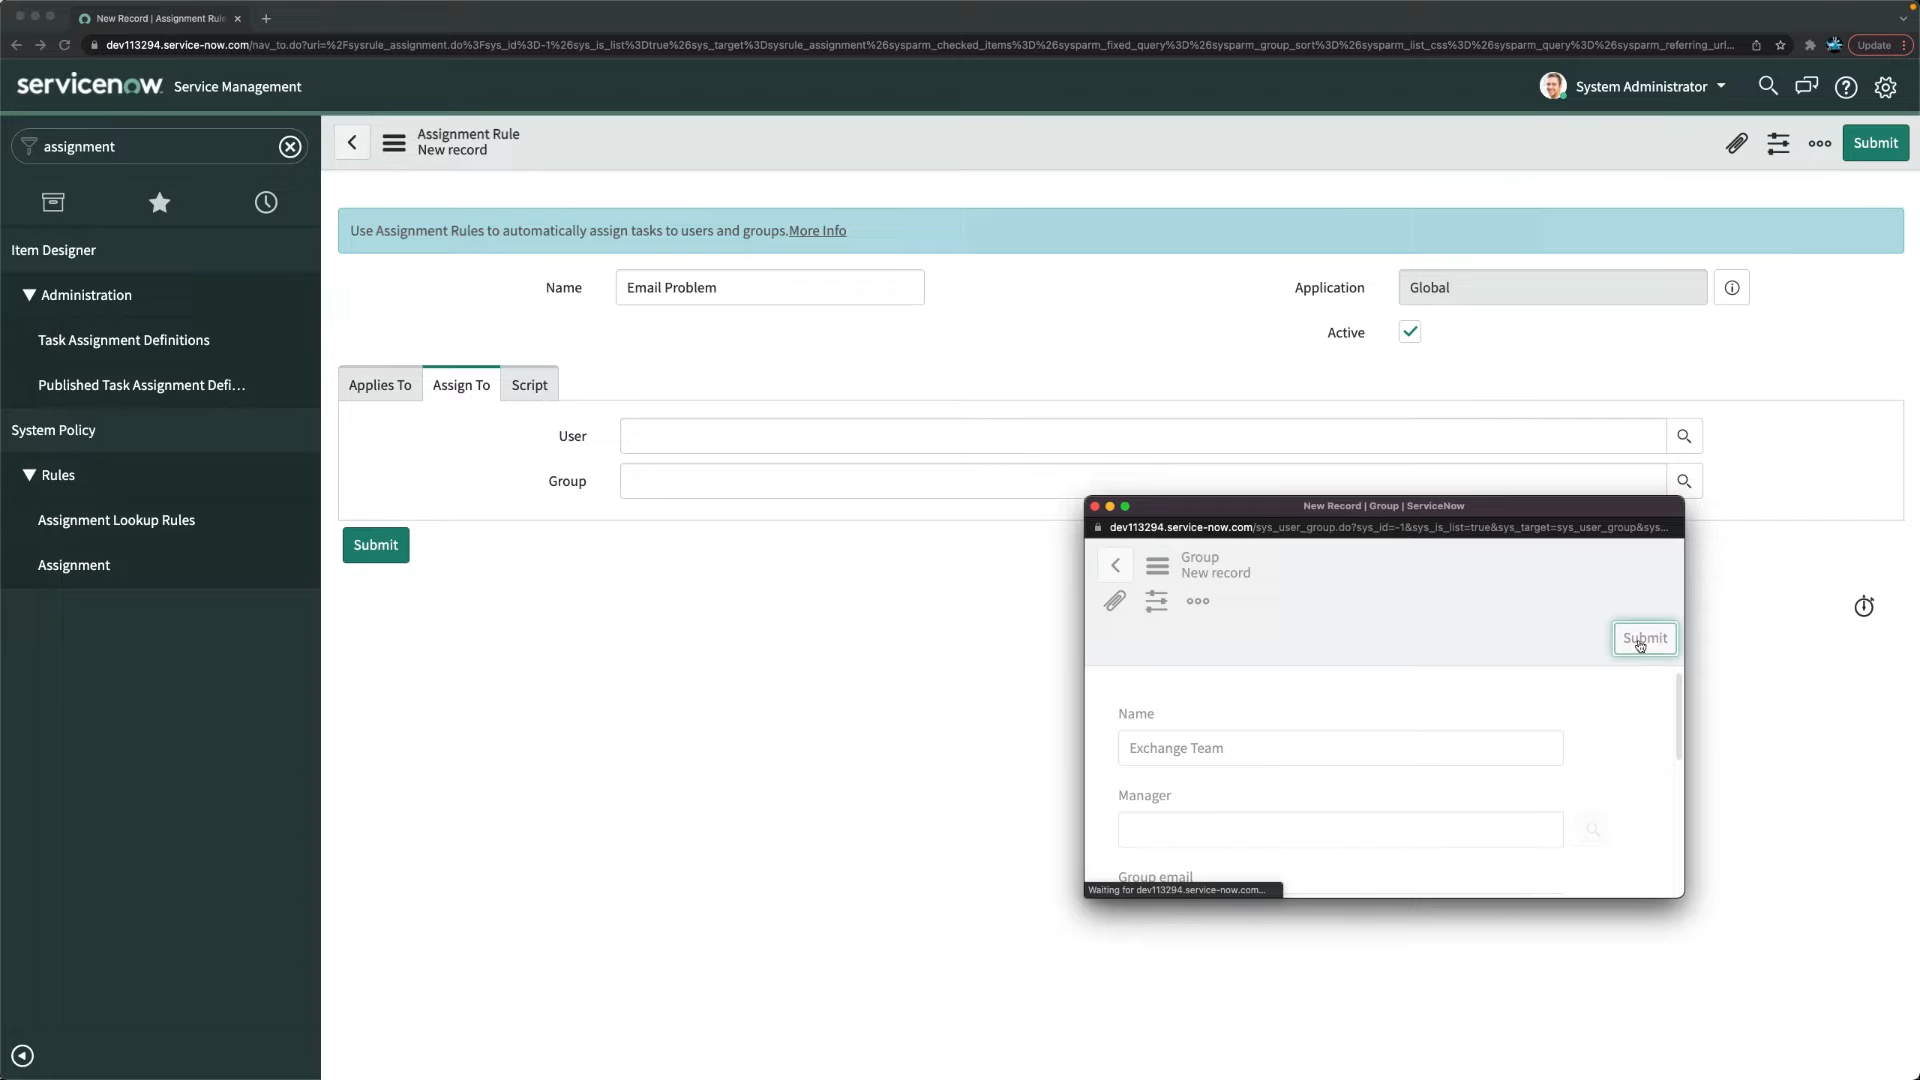 New Record | Assignment Rule
dev113294.service-now.com/nav_to.do?uri=%2Fsysrule_assignment.do%3Fsys_id%3D-1%26sys_is_list%3Dtrue%26sys_target%3Dsysrule_assignment%26sysparm_checked_items%3D%26sysparm_fixed_query%3D%26sysparm_group_sort%3D%26sysparm_list_css%3D%26sysparm_query%3D%26sysparm_referring_url...
Update
servicenow Service Management
System Administrator
assignment
Assignment Rule
New record
Submit
Item Designer
Administration
Task Assignment Definitions
Published Task Assignment Defi...
System Policy
Rules
Assignment Lookup Rules
Assignment
Use Assignment Rules to automatically assign tasks to users and groups.More Info
Name
Email Problem
Application
Global
Active
Applies To
Assign To
Script
User
Group
Submit
New Record | Group | ServiceNow
dev113294.service-now.com/sys_user_group.do?sys_id=-1&sys_is_list=true&sys_target=sys_user_group&sys...
Group
New record
Submit
Name
Exchange Team
Manager
Group email
Waiting for dev113294.service-now.com...